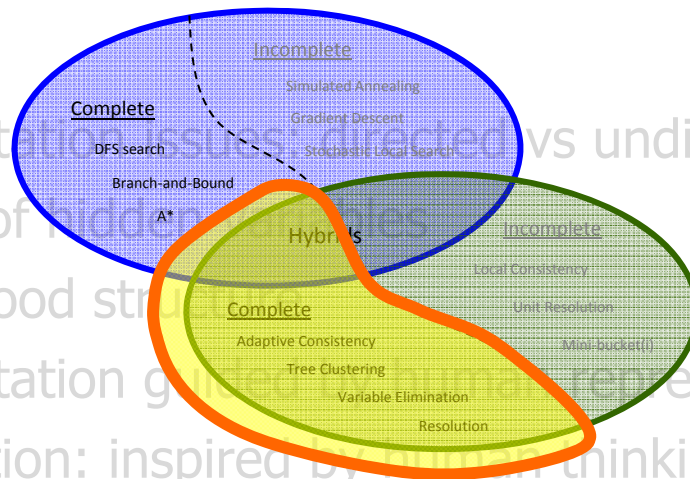 Incomplete
Simulated Annealing
Complete
Gradient Descent
tation issues: directed vs undi
DFS search
Stochastic Local Search
Branch-and-Bound
A*
of hidden variables
Incomplete
Hybrids
Local Consistency
ood stru
Complete
Unit Resolution
Adaptive Consistency
Mini-bucket(i)
Tree Clustering
tation guided by human repre
Variable Elimination
Resolution
tion: inspired by human thinki